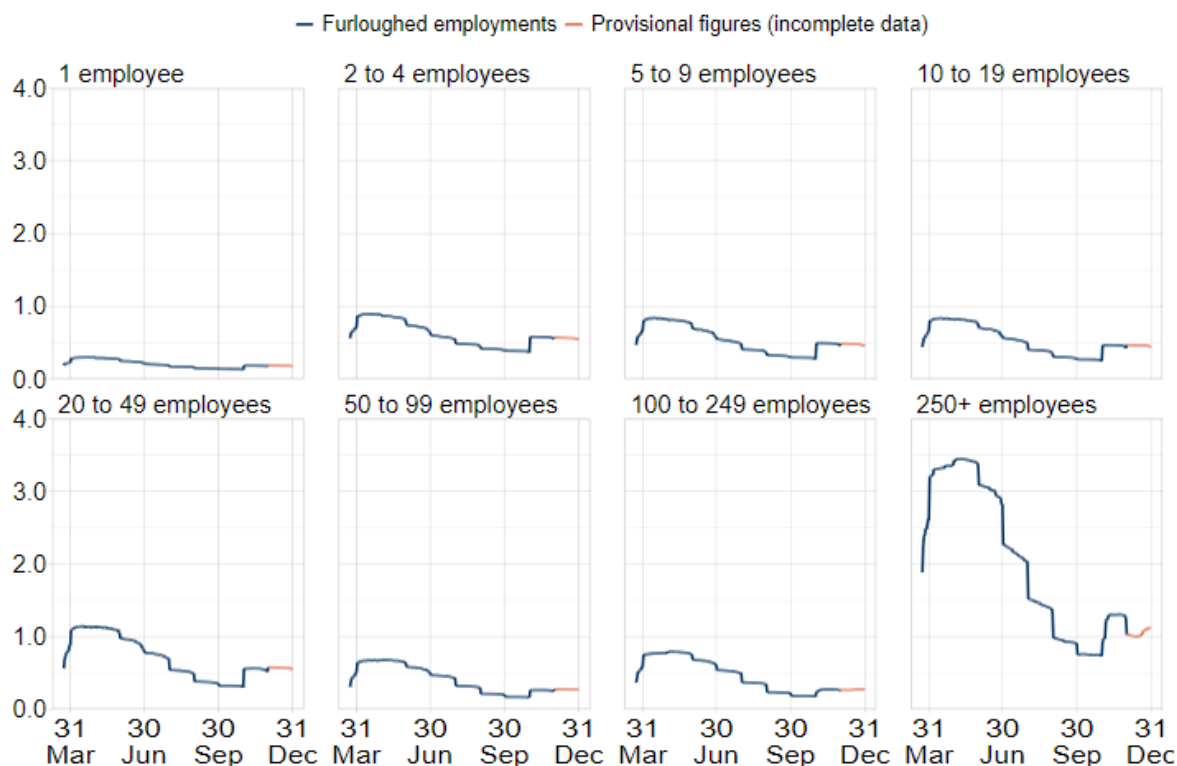 Furloughed employments Provisional figures (incomplete data)
1 employee 2 to 4 employees 5 to 9 employees 10 to 19 employees
4.0
3.0
2.0
1.0
0.0
20 to 49 employees 50 to 99 employees 100 to 249 employees 250+ employees
4.0
3.0
2.0
1.0
0.0
31 30 30 31 31 30 30 31 31 30 30 31 31 30 30 31
Mar Jun Sep Dec Mar Jun Sep Dec Mar Jun Sep Dec Mar Jun Sep Dec